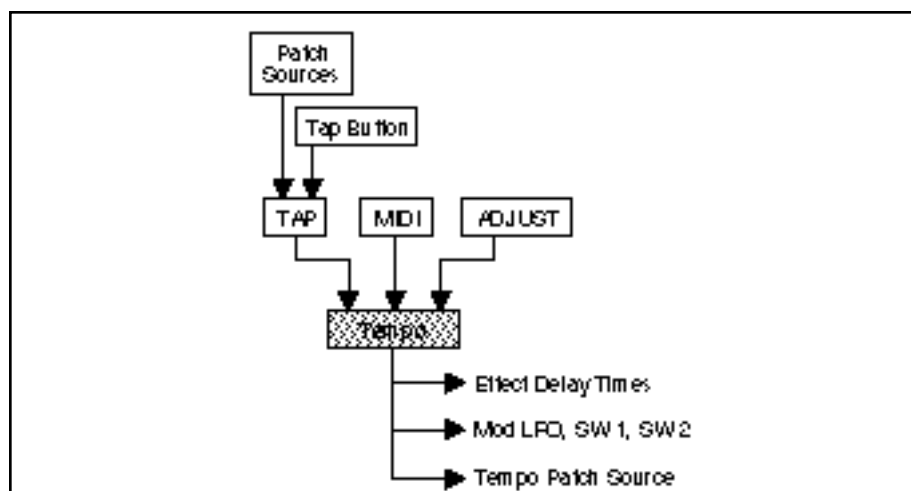 Patch
Sources
Tap Button
TAP
MIDI
ADJUST
Tempo
Effect Delay Times
Mod LFO, SW 1, SW 2
Tempo Patch Source